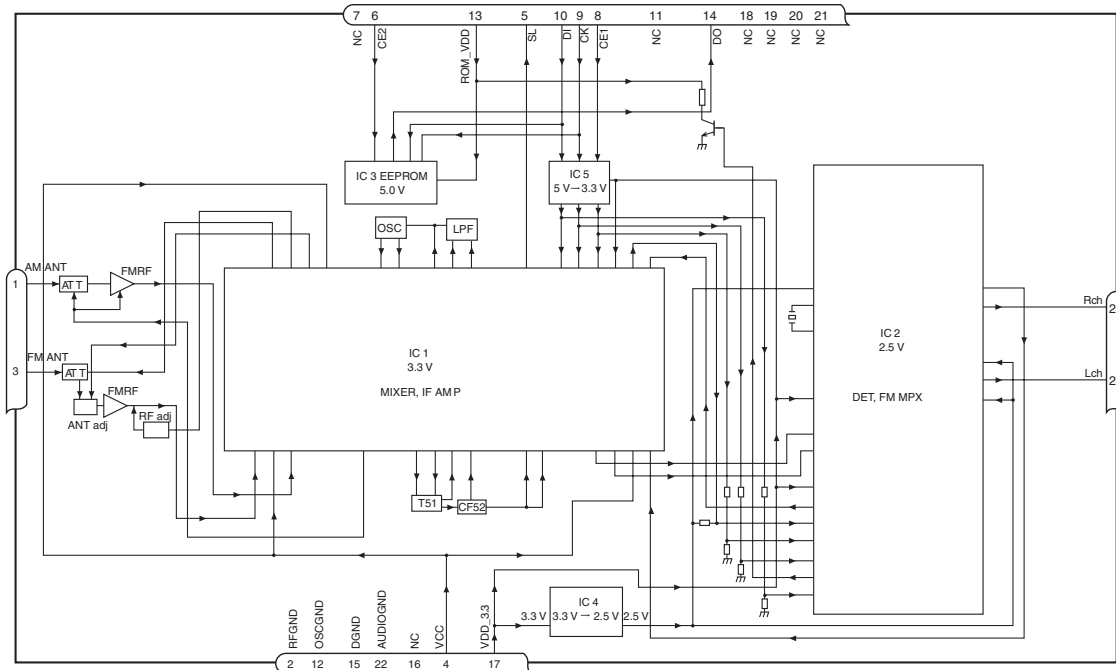 7 6 13 5 10 9 8 11 14 18 19 20 21
NC CE2 ROM_VDD SL DI CK CE1 NC DO NC NC NC NC
IC 3 EEPROM
5.0 V
IC 5
5 V→3.3 V
OSC
LPF
AM ANT
1
ATT
FMRF
FM ANT
3
ATT
FMRF
ANT adj
RF adj
IC 1
3.3 V
MIXER, IF AMP
IC 2
2.5 V
DET, FM MPX
Rch
2
Lch
2
T51
CF52
IC 4
3.3 V
3.3 V → 2.5 V
2.5 V
RFGND OSCGND DGND AUDIOGND NC VCC VDD_3.3
2 12 15 22 16 4 17